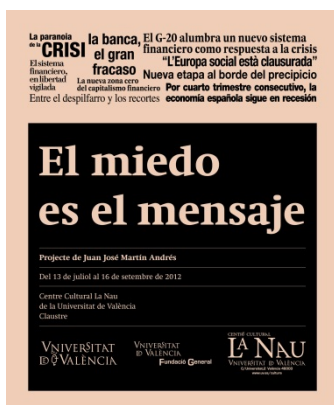 La paranoia
de la CRISI
El sistema
financiero,
en libertad
vigilada
la banca,
el gran
fracaso
La nueva zona cero
del capitalismo financiero
Entre el despilfarro y los recortes
El G-20 alumbra un nuevo sistema
financiero como respuesta a la crisis
“L'Europa social està clausurada”
Nueva etapa al borde del precipicio
Por cuarto trimestre consecutivo, la
economía española sigue en recesión
El miedo
es el mensaje
Projecte de Juan José Martín Andrés
Del 13 de juliol al 16 de setembre de 2012
Centre Cultural La Nau
de la Universitat de València
Claustre
VNIVERSITAT
ID VALÈNCIA
VNIVERSITAT
ID VALÈNCIA
Fundació General
CENTRE CULTURAL
LA NAU
VNIVERSITAT ID VALÈNCIA